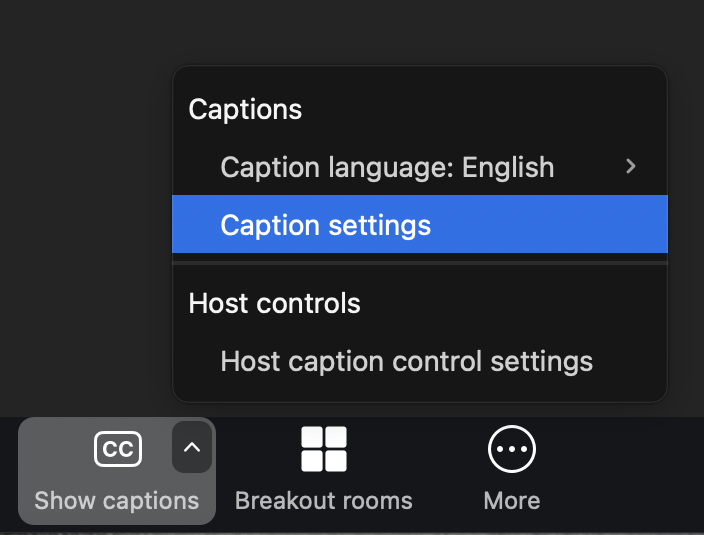 Captions
Caption language: English
Caption settings
Host controls
Host caption control settings
CC
Show captions
Breakout rooms
More